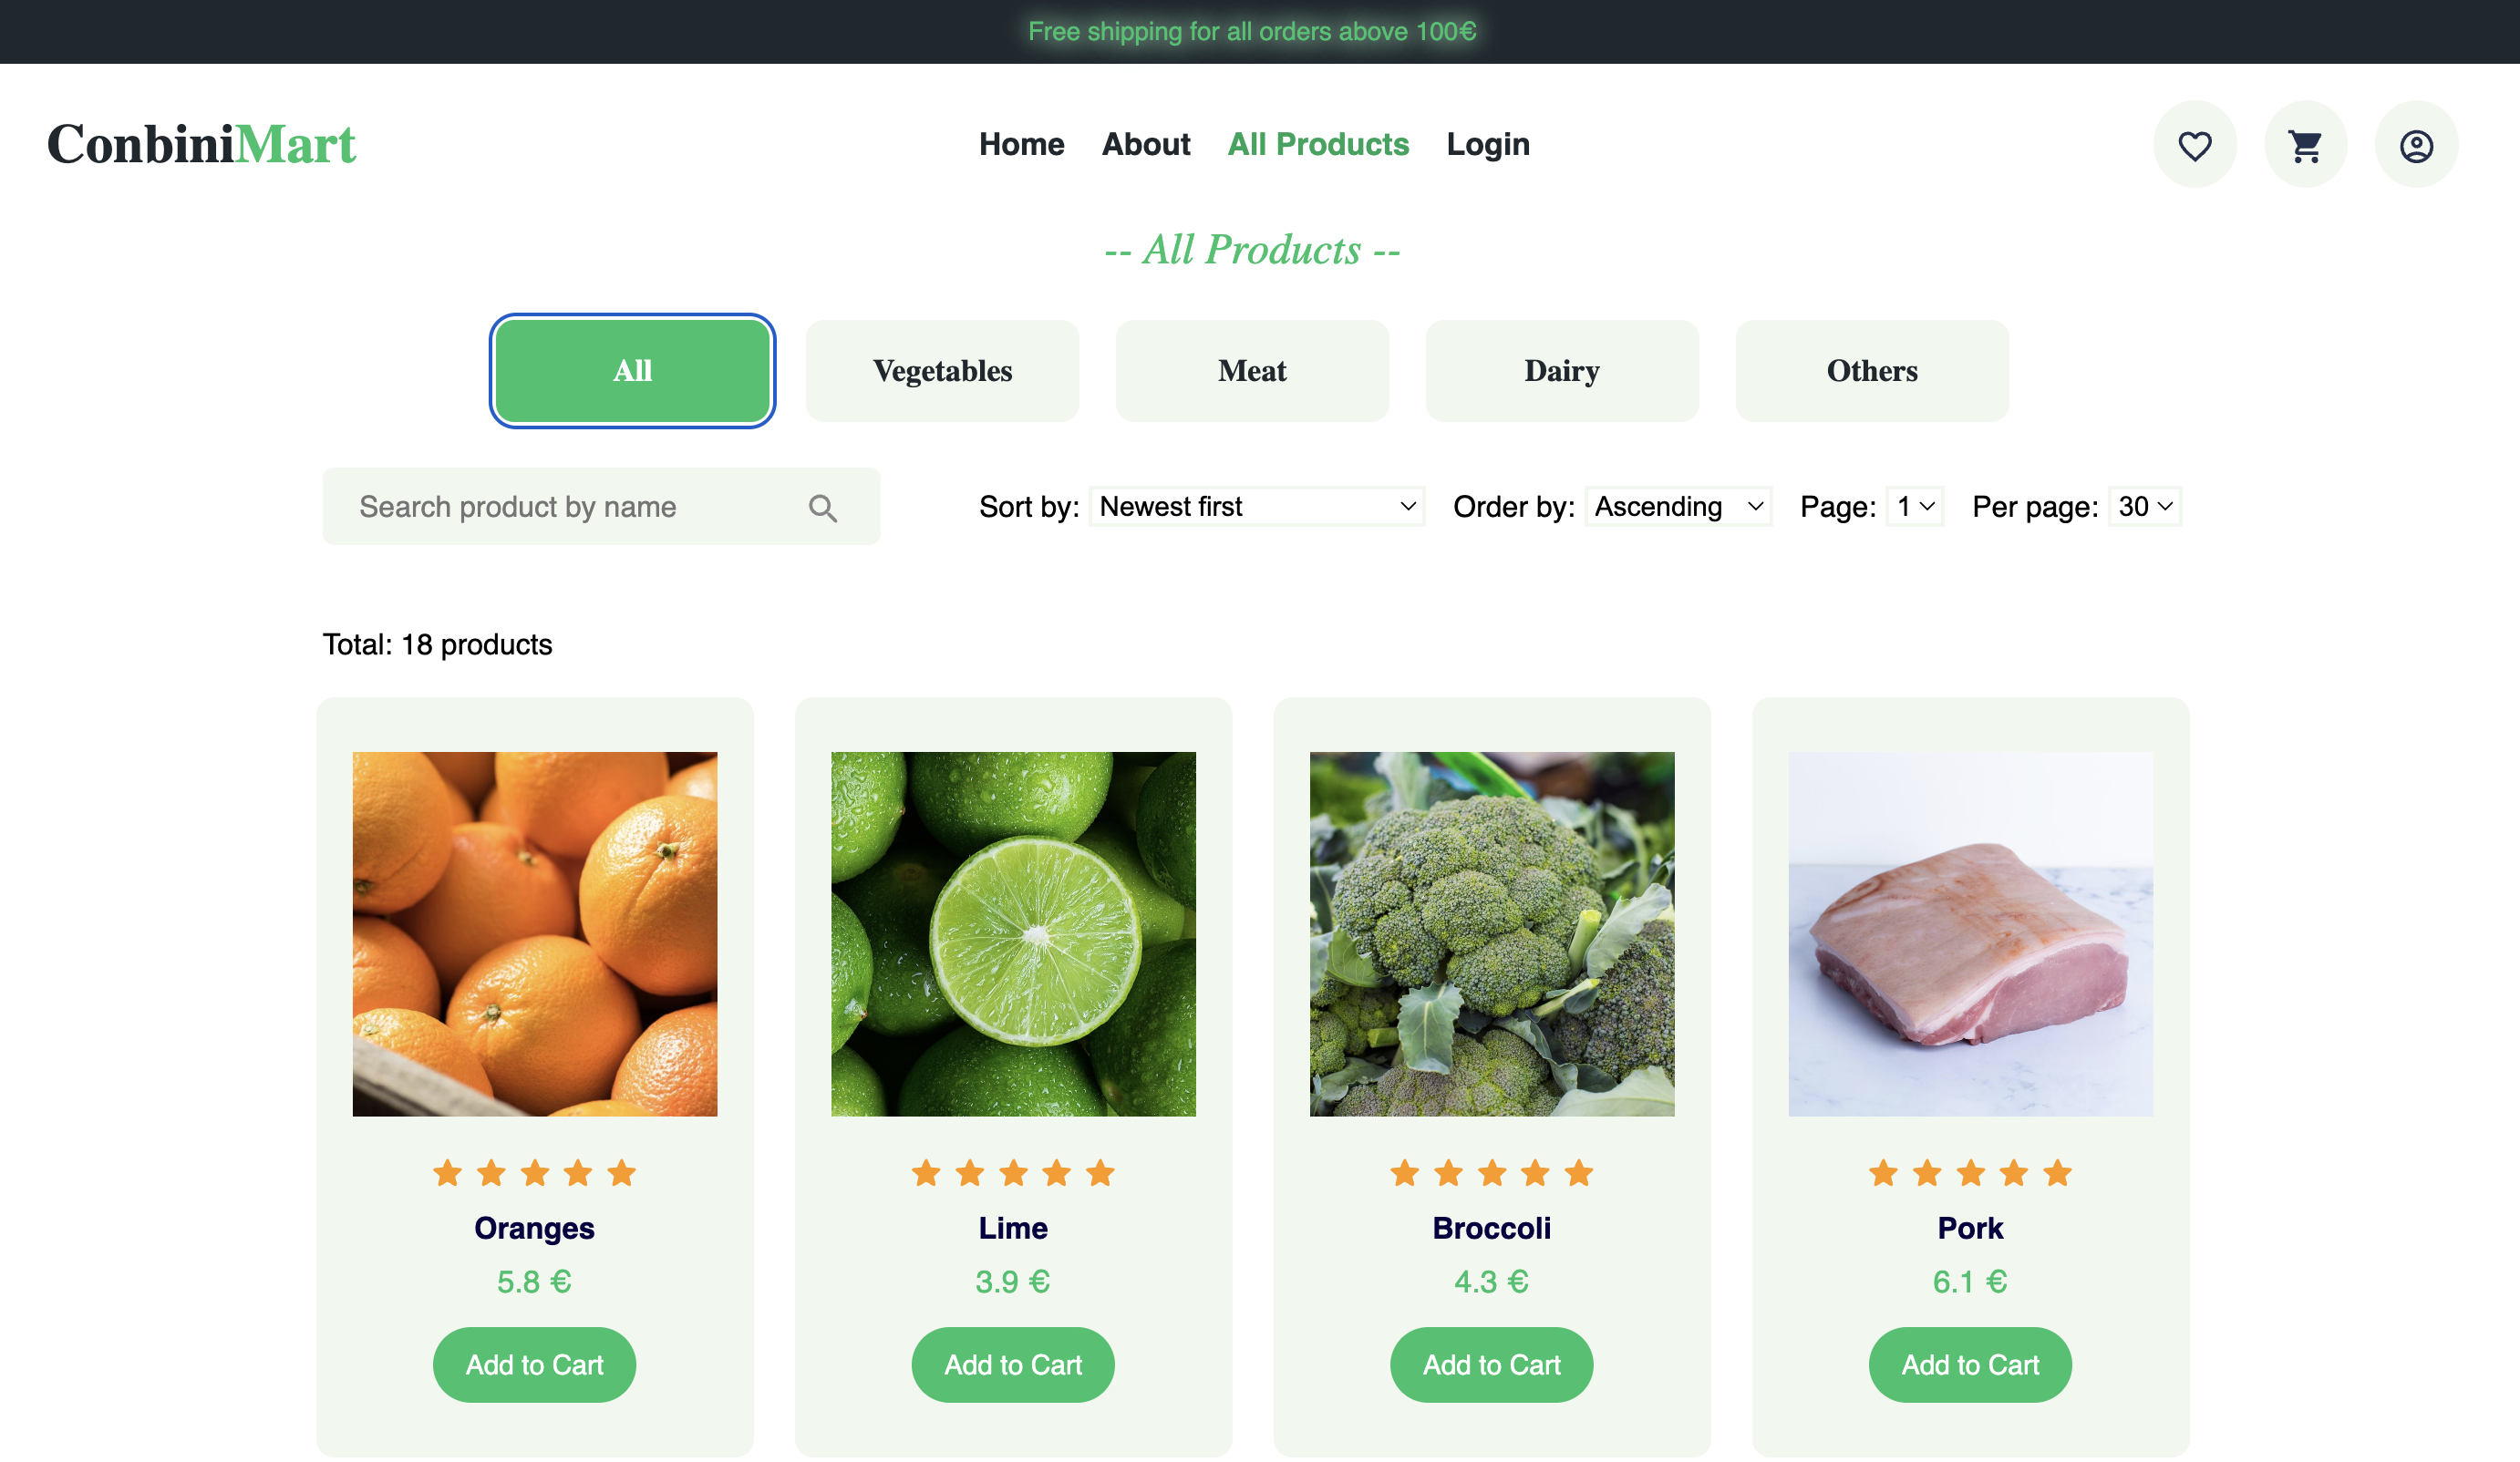 Free shipping for all orders above 100€
ConbiniMart
Home About All Products Login
-- All Products --
All Vegetables Meat Dairy Others
Search product by name
Sort by: Newest first Order by: Ascending Page: 1 Per page: 30
Total: 18 products
Oranges Lime Broccoli Pork
5.8 € 3.9 € 4.3 € 6.1 €
Add to Cart Add to Cart Add to Cart Add to Cart